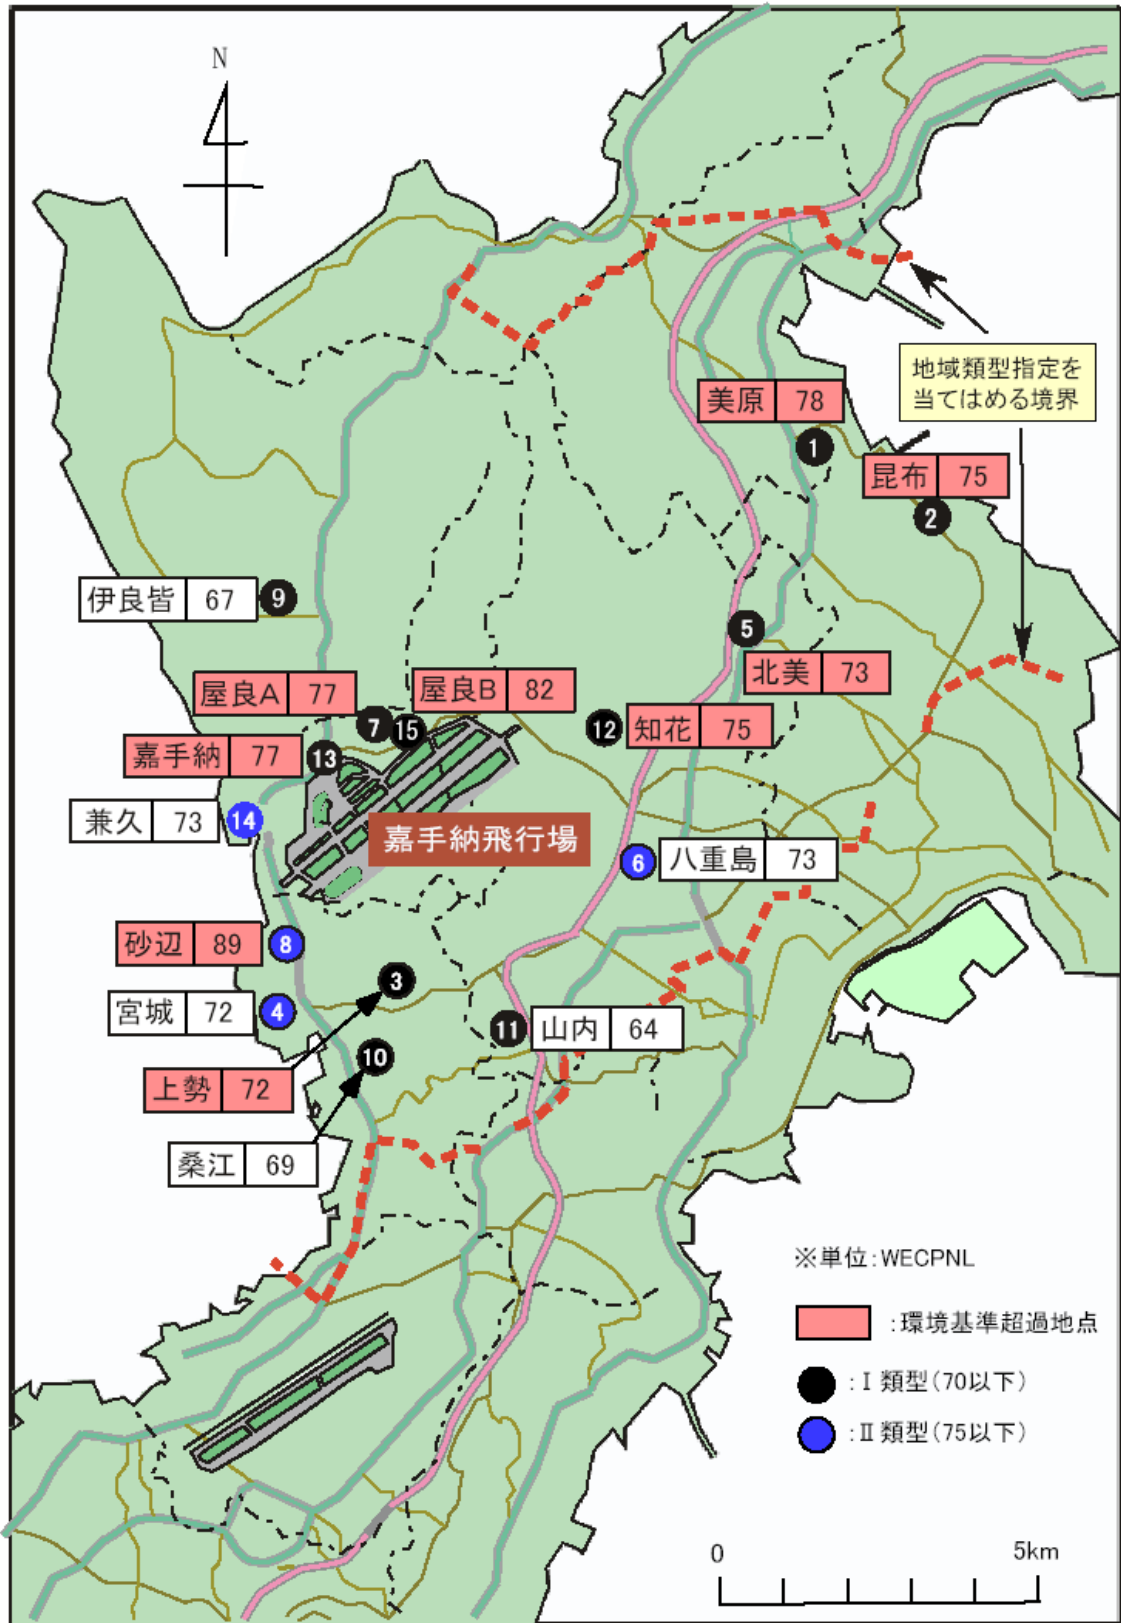 N
地域類型指定を
当てはめる境界
美原 78
1
昆布 75
2
伊良皆 67
9
5
北美 73
屋良A 77
屋良B 82
7
15
12
知花 75
嘉手納 77
13
兼久 73
14
嘉手納飛行場
6
八重島 73
砂辺 89
8
3
宮城 72
4
11
山内 64
10
上勢 72
桑江 69
※単位:WECPNL
:環境基準超過地点
:Ⅰ類型(70以下)
:Ⅱ類型(75以下)
0 5km